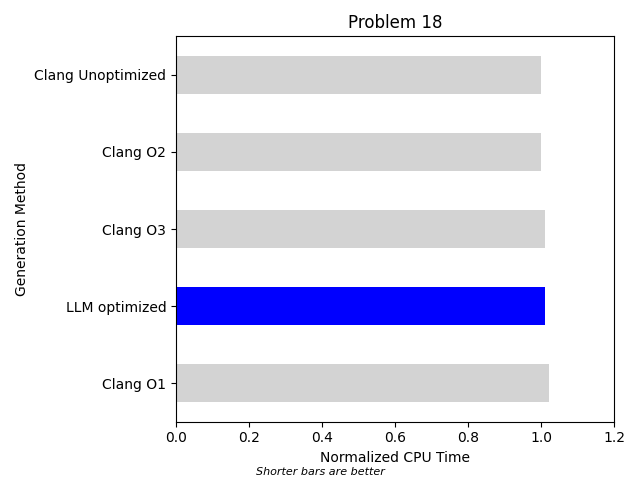 Problem 18
Clang Unoptimized
Clang O2
Clang O3
LLM optimized
Clang O1
Generation Method
0.0 0.2 0.4 0.6 0.8 1.0 1.2
Normalized CPU Time
Shorter bars are better